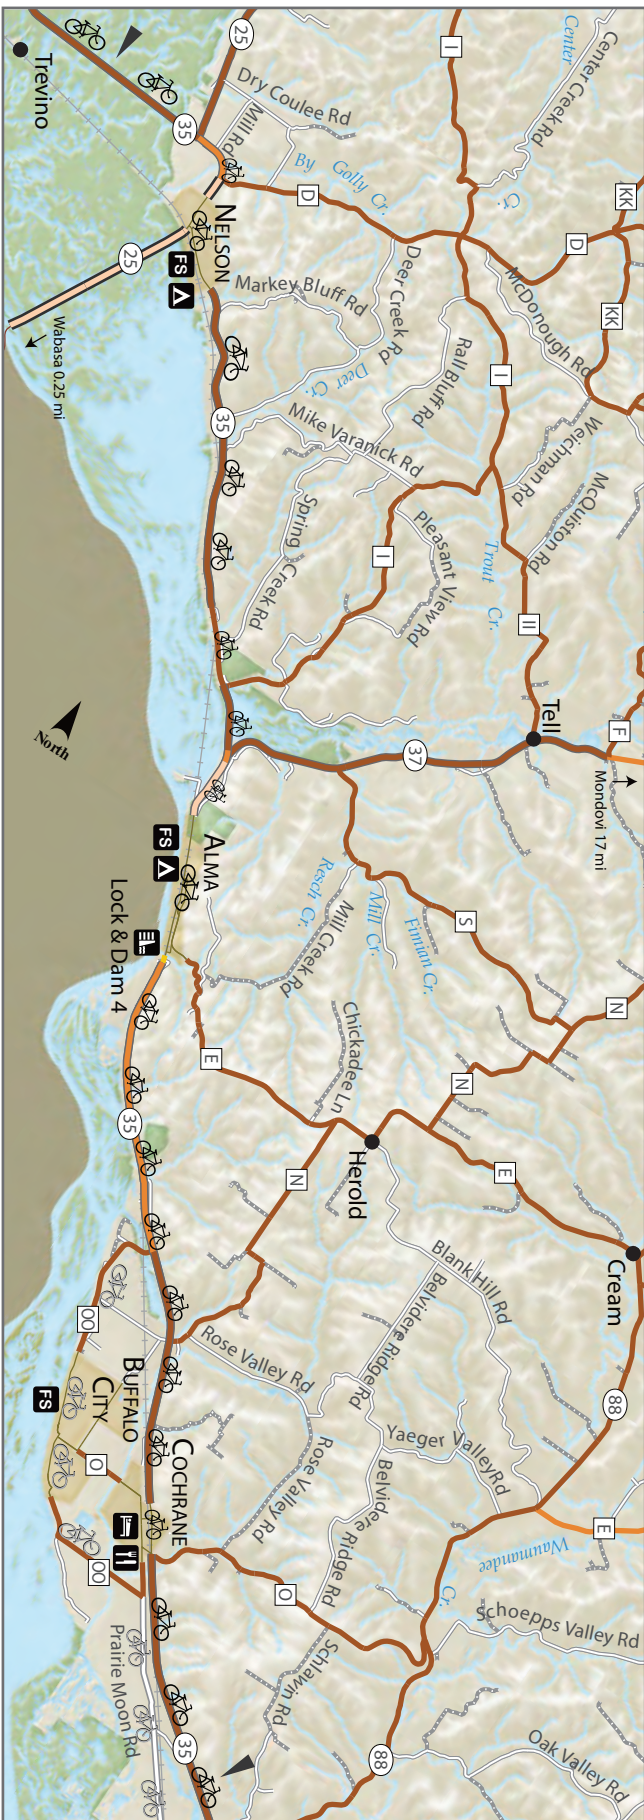 25
I
Center
Center Creek Rd
Trevino
Dry Coulee Rd
35
Mill Rd
By Golly Cr.
Cr.
KK
D
D
NELSON
25
FS
Markey Bluff Rd
Deer Creek Rd
McDonough Rd
KK
Wabasa 0.25 mi
Deer Cr.
Rall Bluff Rd
I
35
Mike Varanick Rd
Weichman Rd
McQuiston Rd
Spring Creek Rd
Pleasant View Rd
I
Trout Cr.
II
Tell
F
North
37
Mondovi 17 mi
ALMA
FS
Resch Cr.
Mill Cr.
Mill Creek Rd
Fimian Cr.
S
N
Lock & Dam 4
Chickadee Ln
E
N
35
Herold
N
E
Cream
Blank Hill Rd
Belvidere Ridge Rd
OO
Rose Valley Rd
BUFFALO
CITY
FS
88
Yaeger Valley Rd
COCHRANE
Rose Valley Rd
Belvidere Ridge Rd
O
E
Waumandee
Cr.
OO
O
Schoepps Valley Rd
Prairie Moon Rd
Schlawin Rd
35
88
Oak Valley Rd